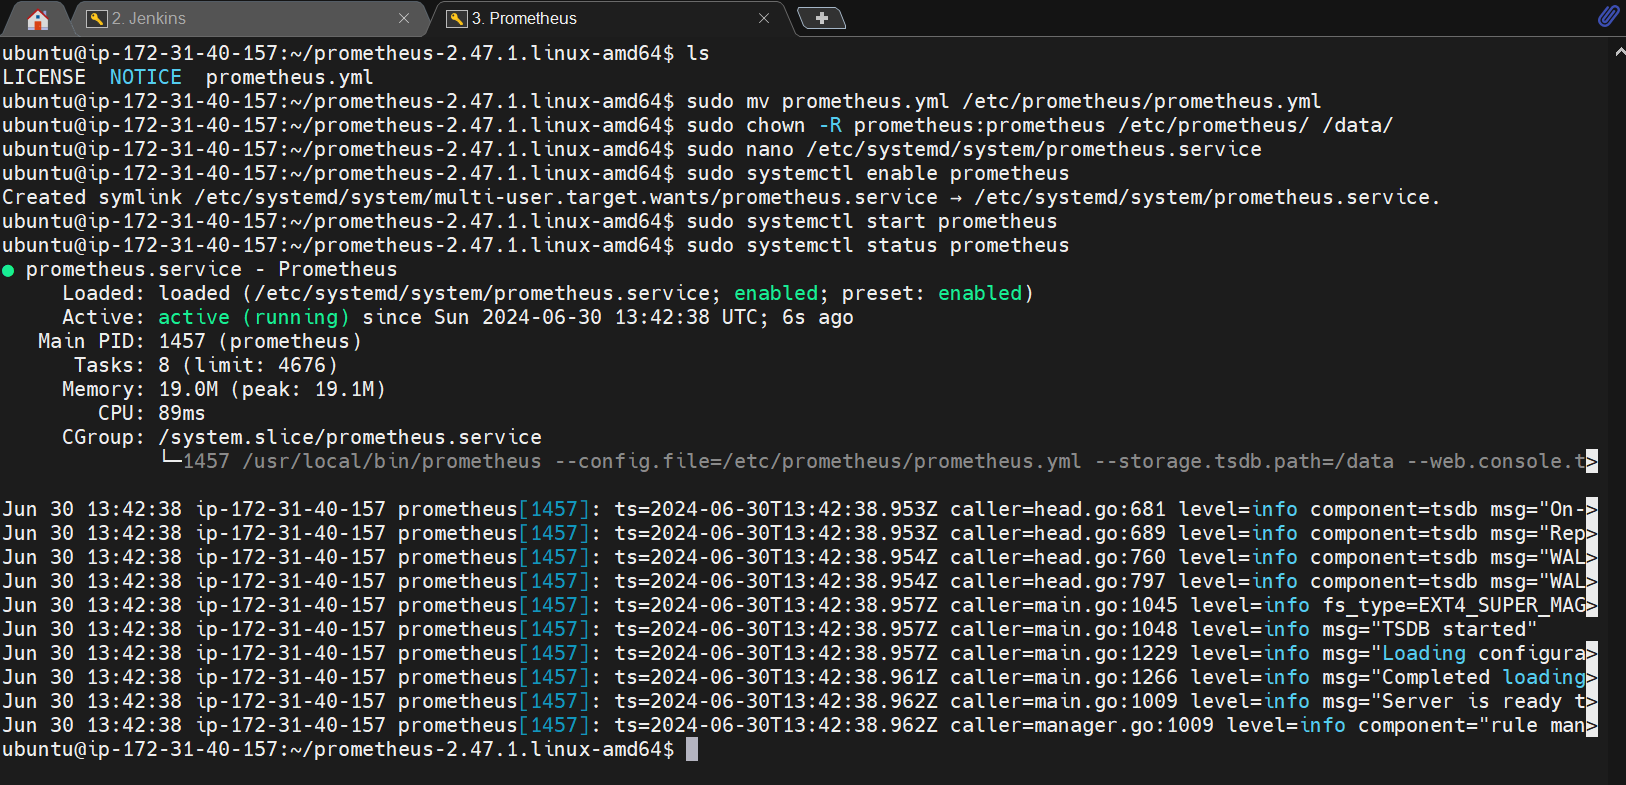 2. Jenkins
3. Prometheus
ubuntu@ip-172-31-40-157:~/prometheus-2.47.1.linux-amd64$ ls
LICENSE  NOTICE  prometheus.yml
ubuntu@ip-172-31-40-157:~/prometheus-2.47.1.linux-amd64$ sudo mv prometheus.yml /etc/prometheus/prometheus.yml
ubuntu@ip-172-31-40-157:~/prometheus-2.47.1.linux-amd64$ sudo chown -R prometheus:prometheus /etc/prometheus/ /data/
ubuntu@ip-172-31-40-157:~/prometheus-2.47.1.linux-amd64$ sudo nano /etc/systemd/system/prometheus.service
ubuntu@ip-172-31-40-157:~/prometheus-2.47.1.linux-amd64$ sudo systemctl enable prometheus
Created symlink /etc/systemd/system/multi-user.target.wants/prometheus.service → /etc/systemd/system/prometheus.service.
ubuntu@ip-172-31-40-157:~/prometheus-2.47.1.linux-amd64$ sudo systemctl start prometheus
ubuntu@ip-172-31-40-157:~/prometheus-2.47.1.linux-amd64$ sudo systemctl status prometheus
● prometheus.service - Prometheus
     Loaded: loaded (/etc/systemd/system/prometheus.service; enabled; preset: enabled)
     Active: active (running) since Sun 2024-06-30 13:42:38 UTC; 6s ago
   Main PID: 1457 (prometheus)
      Tasks: 8 (limit: 4676)
     Memory: 19.0M (peak: 19.1M)
        CPU: 89ms
     CGroup: /system.slice/prometheus.service
             └─1457 /usr/local/bin/prometheus --config.file=/etc/prometheus/prometheus.yml --storage.tsdb.path=/data --web.console.t>
Jun 30 13:42:38 ip-172-31-40-157 prometheus[1457]: ts=2024-06-30T13:42:38.953Z caller=head.go:681 level=info component=tsdb msg="On->
Jun 30 13:42:38 ip-172-31-40-157 prometheus[1457]: ts=2024-06-30T13:42:38.953Z caller=head.go:689 level=info component=tsdb msg="Rep>
Jun 30 13:42:38 ip-172-31-40-157 prometheus[1457]: ts=2024-06-30T13:42:38.954Z caller=head.go:760 level=info component=tsdb msg="WAL>
Jun 30 13:42:38 ip-172-31-40-157 prometheus[1457]: ts=2024-06-30T13:42:38.954Z caller=head.go:797 level=info component=tsdb msg="WAL>
Jun 30 13:42:38 ip-172-31-40-157 prometheus[1457]: ts=2024-06-30T13:42:38.957Z caller=main.go:1045 level=info fs_type=EXT4_SUPER_MAG>
Jun 30 13:42:38 ip-172-31-40-157 prometheus[1457]: ts=2024-06-30T13:42:38.957Z caller=main.go:1048 level=info msg="TSDB started"
Jun 30 13:42:38 ip-172-31-40-157 prometheus[1457]: ts=2024-06-30T13:42:38.957Z caller=main.go:1229 level=info msg="Loading configura>
Jun 30 13:42:38 ip-172-31-40-157 prometheus[1457]: ts=2024-06-30T13:42:38.961Z caller=main.go:1266 level=info msg="Completed loading>
Jun 30 13:42:38 ip-172-31-40-157 prometheus[1457]: ts=2024-06-30T13:42:38.962Z caller=main.go:1009 level=info msg="Server is ready t>
Jun 30 13:42:38 ip-172-31-40-157 prometheus[1457]: ts=2024-06-30T13:42:38.962Z caller=manager.go:1009 level=info component="rule man>
ubuntu@ip-172-31-40-157:~/prometheus-2.47.1.linux-amd64$